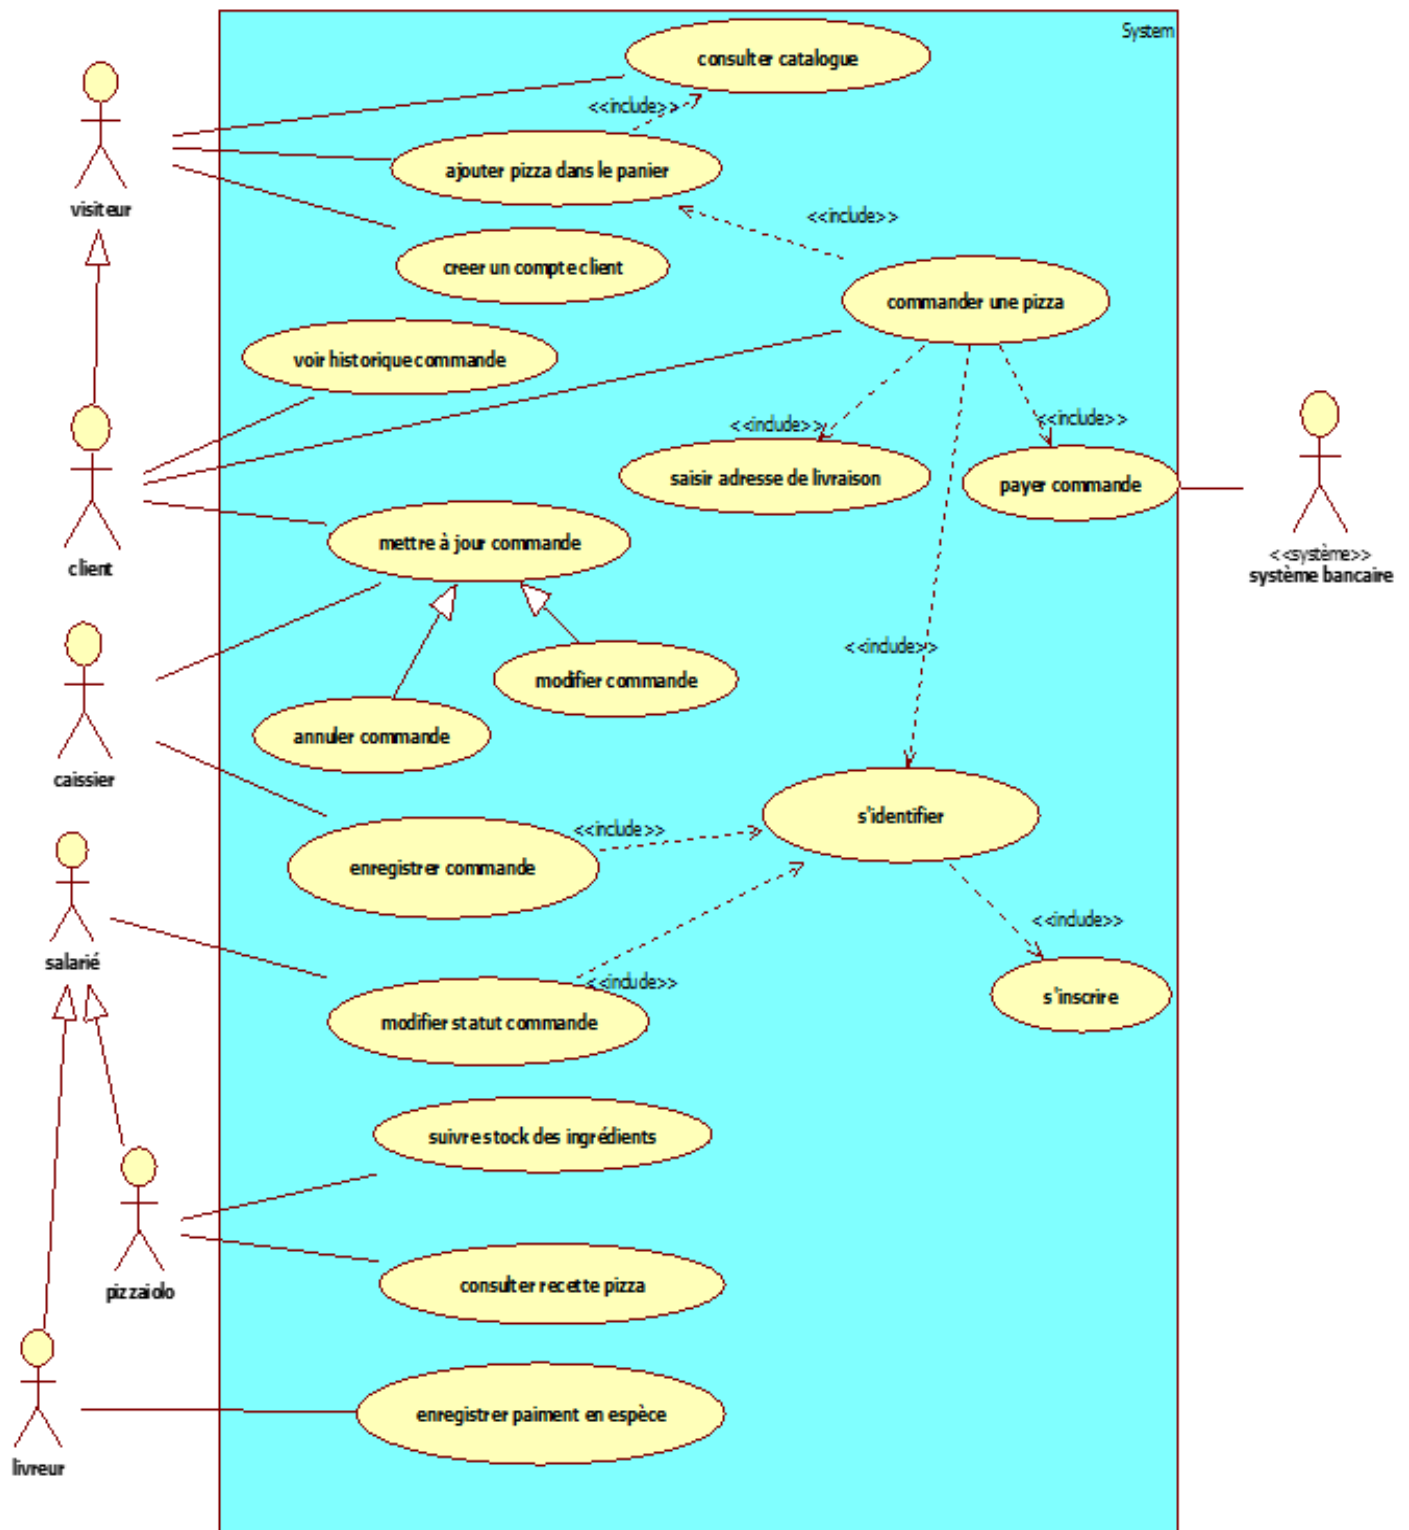 System
consulter catalogue
<<include>>
ajouter pizza dans le panier
visiteur
<<include>>
creer un compte client
commander une pizza
voir historique commande
<<include>>
<<include>>
saisir adresse de livraison
payer commande
mettre à jour commande
client
<<système>>
système bancaire
<<include>>
modifier commande
annuler commande
caissier
s'identifier
<<include>>
enregistrer commande
<<include>>
salarié
<<include>>
s'inscrire
modifier statut commande
suivre stock des ingrédients
consulter recette pizza
pizzaiolo
enregistrer paiment en espèce
livreur